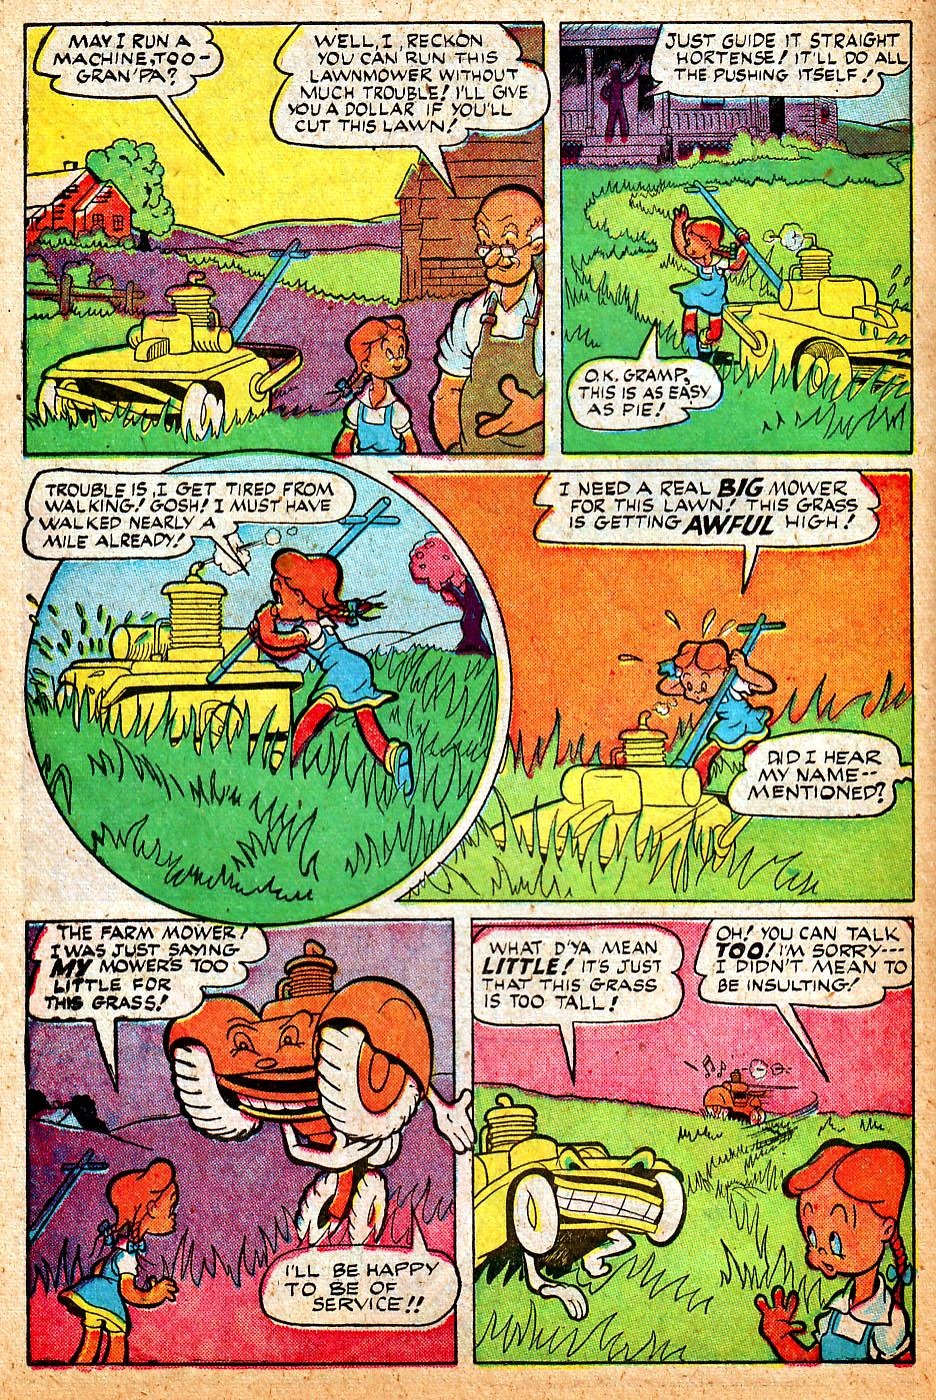 MAY I RUN A
MACHINE, TOO-
GRAN'PA?
WELL, I, RECKON
YOU CAN RUN THIS
LAWNMOWER WITHOUT
MUCH TROUBLE! I'LL GIVE
YOU A DOLLAR IF YOU'LL
CUT THIS LAWN!
JUST GUIDE IT STRAIGHT
HORTENSE! IT'LL DO ALL
THE PUSHING ITSELF!
O.K. GRAMP,
THIS IS AS EASY
AS PIE!
TROUBLE IS, I GET TIRED FROM
WALKING! GOSH! I MUST HAVE
WALKED NEARLY A
MILE ALREADY!
I NEED A REAL BIG MOWER
FOR THIS LAWN! THIS GRASS
IS GETTING AWFUL HIGH!
DID I HEAR
MY NAME--
MENTIONED?
THE FARM MOWER!
I WAS JUST SAYING
MY MOWER'S TOO
LITTLE FOR
THIS GRASS!
I'LL BE HAPPY
TO BE OF
SERVICE!!
WHAT D'YA MEAN
LITTLE! IT'S JUST
THAT THIS GRASS
IS TOO TALL!
OH! YOU CAN TALK
TOO! I'M SORRY---
I DIDN'T MEAN TO
BE INSULTING!